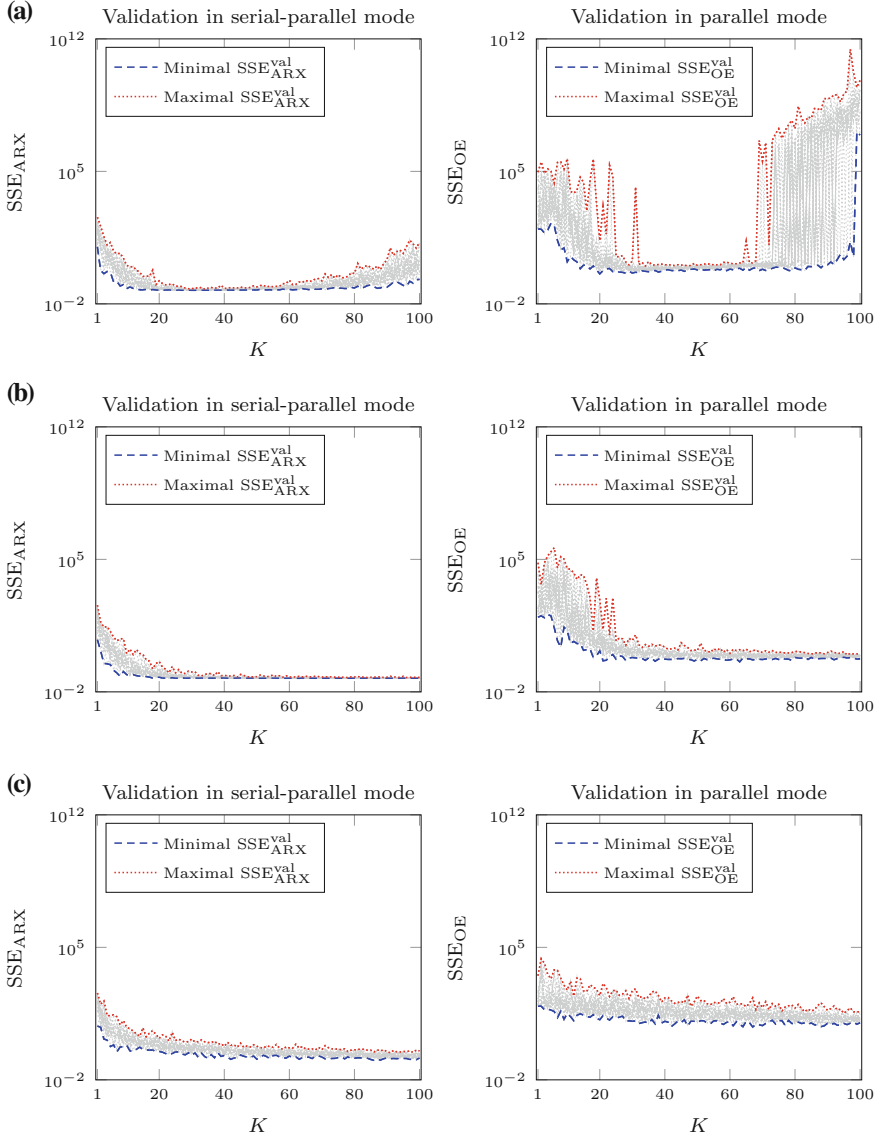 (a)
Validation in serial-parallel mode
Validation in parallel mode
10^12
Minimal SSE^val_ARX
Maximal SSE^val_ARX
SSE_ARX
10^5
10^-2
1 20 40 60 80 100
K
10^12
Minimal SSE^val_OE
Maximal SSE^val_OE
SSE_OE
10^5
10^-2
1 20 40 60 80 100
K
(b)
Validation in serial-parallel mode
Validation in parallel mode
10^12
Minimal SSE^val_ARX
Maximal SSE^val_ARX
SSE_ARX
10^5
10^-2
1 20 40 60 80 100
K
10^12
Minimal SSE^val_OE
Maximal SSE^val_OE
SSE_OE
10^5
10^-2
1 20 40 60 80 100
K
(c)
Validation in serial-parallel mode
Validation in parallel mode
10^12
Minimal SSE^val_ARX
Maximal SSE^val_ARX
SSE_ARX
10^5
10^-2
1 20 40 60 80 100
K
10^12
Minimal SSE^val_OE
Maximal SSE^val_OE
SSE_OE
10^5
10^-2
1 20 40 60 80 100
K